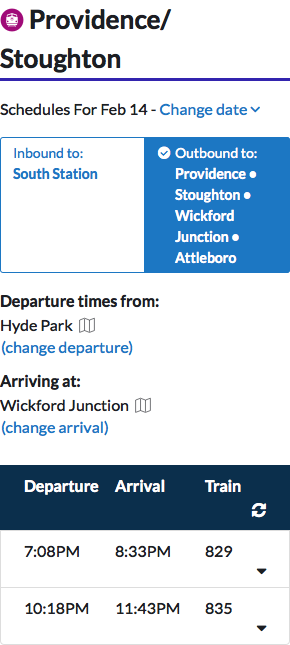 Providence/
Stoughton
Schedules For Feb 14 - Change date
Inbound to:
South Station
Outbound to:
Providence •
Stoughton •
Wickford
Junction •
Attleboro
Departure times from:
Hyde Park
(change departure)
Arriving at:
Wickford Junction
(change arrival)
Departure Arrival Train
7:08PM 8:33PM 829
10:18PM 11:43PM 835